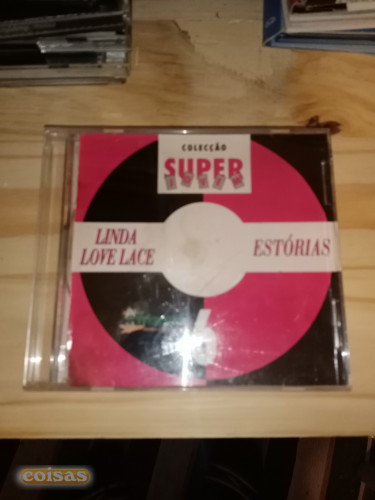 COLECÇÃO
SUPER
LINDA
LOVE LACE
ESTÓRIAS
coisas